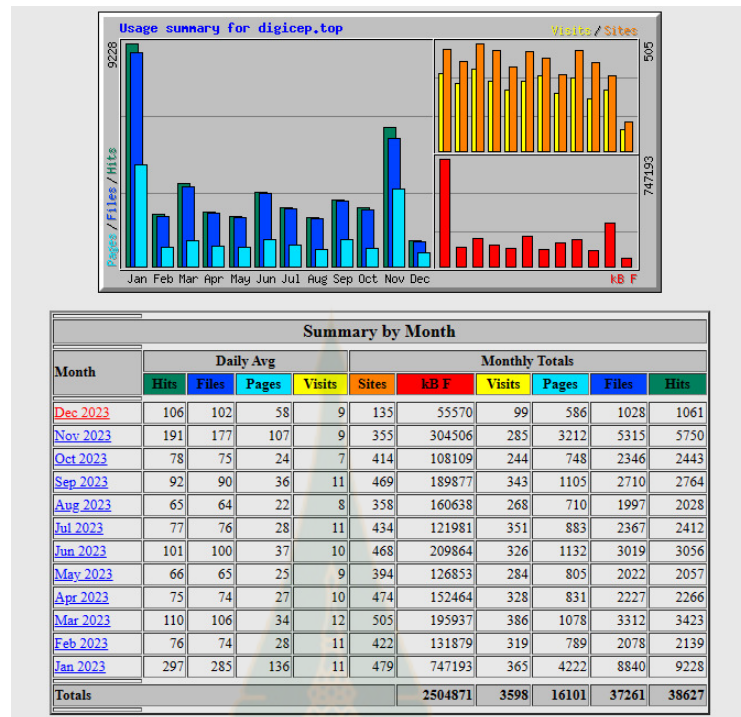 Usage summary for digicep.top
Visits / Sites
9228
505
Pages / Files / Hits
747193
Jan Feb Mar Apr May Jun Jul Aug Sep Oct Nov Dec
kB F
Summary by Month
Month Daily Avg Monthly Totals
Hits Files Pages Visits Sites kB F Visits Pages Files Hits
Dec 2023 106 102 58 9 135 55570 99 586 1028 1061
Nov 2023 191 177 107 9 355 304506 285 3212 5315 5750
Oct 2023 78 75 24 7 414 108109 244 748 2346 2443
Sep 2023 92 90 36 11 469 189877 343 1105 2710 2764
Aug 2023 65 64 22 8 358 160638 268 710 1997 2028
Jul 2023 77 76 28 11 434 121981 351 883 2367 2412
Jun 2023 101 100 37 10 468 209864 326 1132 3019 3056
May 2023 66 65 25 9 394 126853 284 805 2022 2057
Apr 2023 75 74 27 10 474 152464 328 831 2227 2266
Mar 2023 110 106 34 12 505 195937 386 1078 3312 3423
Feb 2023 76 74 28 11 422 131879 319 789 2078 2139
Jan 2023 297 285 136 11 479 747193 365 4222 8840 9228
Totals 2504871 3598 16101 37261 38627